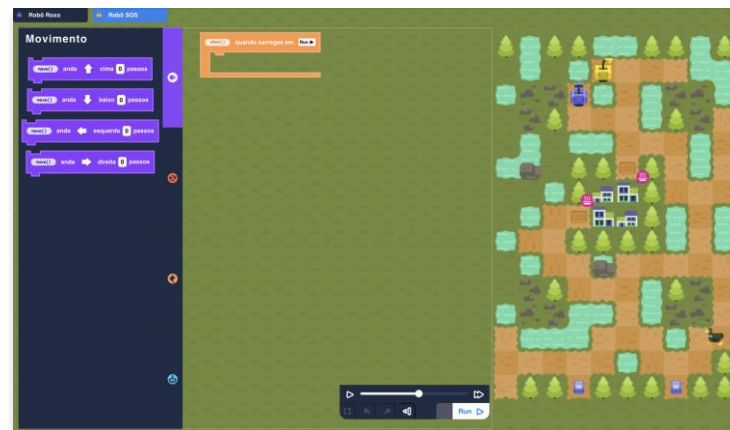 Robô Roxo
Robô SOS
Movimento
move() anda cima 0 passos
move() anda baixo 0 passos
move() anda esquerda 0 passos
move() anda direita 0 passos
start() quando carregas em Run
Run